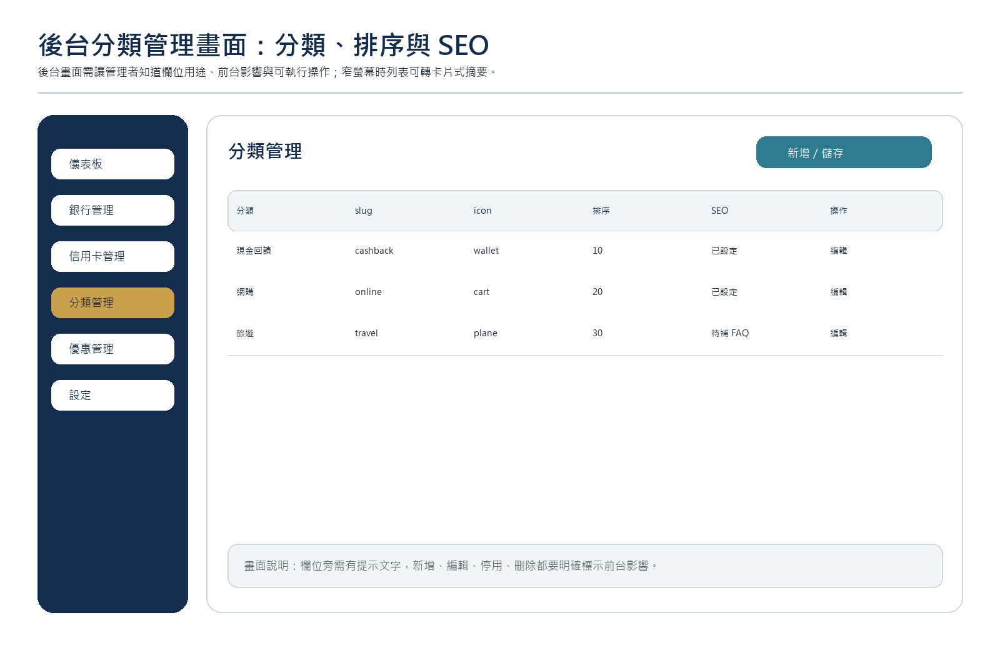 後台分類管理畫面：分類、排序與 SEO
後台畫面需讓管理者知道欄位用途、前台影響與可執行操作；窄螢幕時列表可轉卡片式摘要。
儀表板
銀行管理
信用卡管理
分類管理
優惠管理
設定
分類管理
新增 / 儲存
分類 slug icon 排序 SEO 操作
現金回饋 cashback wallet 10 已設定 編輯
網購 online cart 20 已設定 編輯
旅遊 travel plane 30 待補 FAQ 編輯
畫面說明：欄位旁需有提示文字，新增、編輯、停用、刪除都要明確標示前台影響。